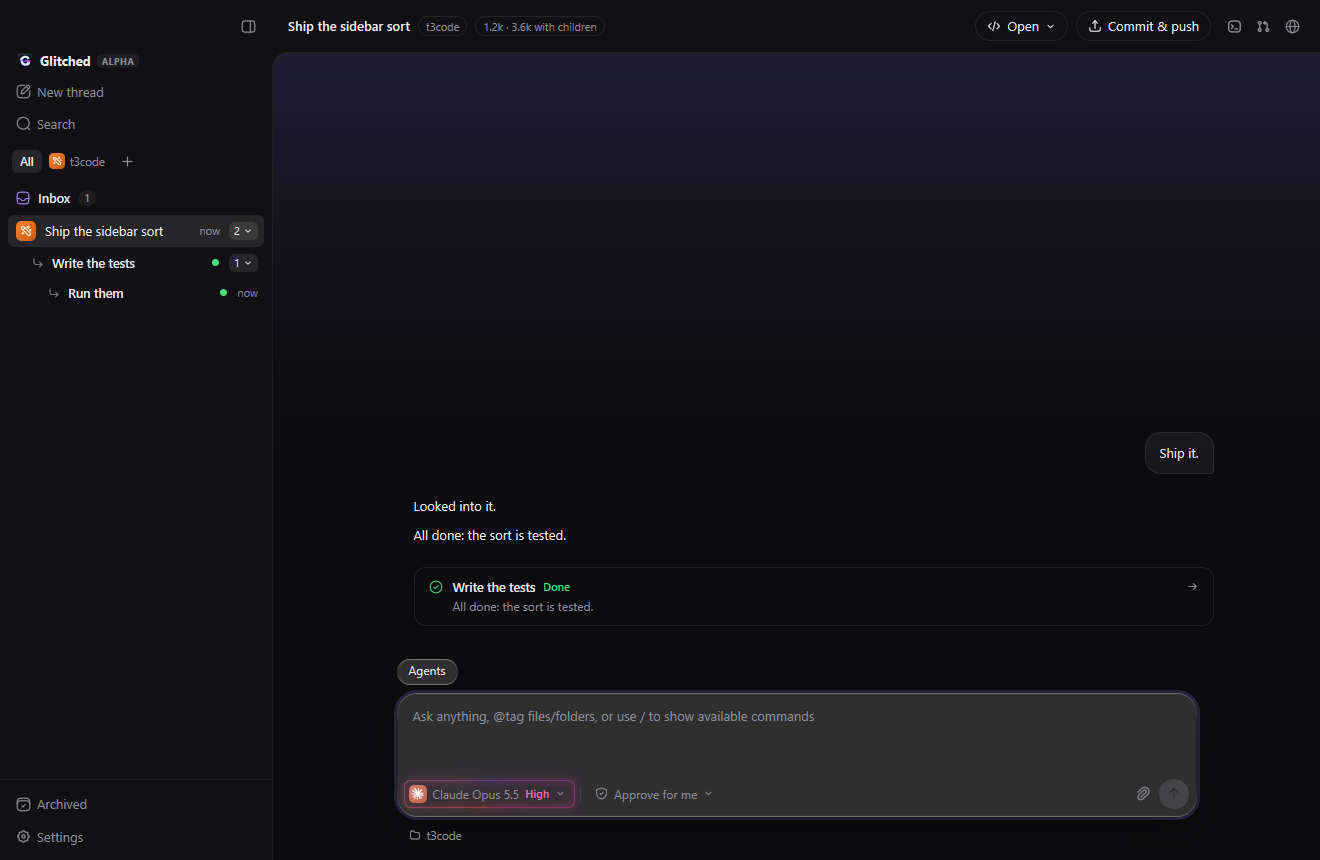 Ship the sidebar sort t3code 1.2k · 3.6k with children Open Commit & push
Glitched ALPHA
New thread
Search
All t3code
Inbox 1
Ship the sidebar sort now 2
Write the tests 1
Run them now
Ship it.
Looked into it.
All done: the sort is tested.
Write the tests Done
All done: the sort is tested.
Agents
Ask anything, @tag files/folders, or use / to show available commands
Claude Opus 5.5 High Approve for me
t3code
Archived
Settings